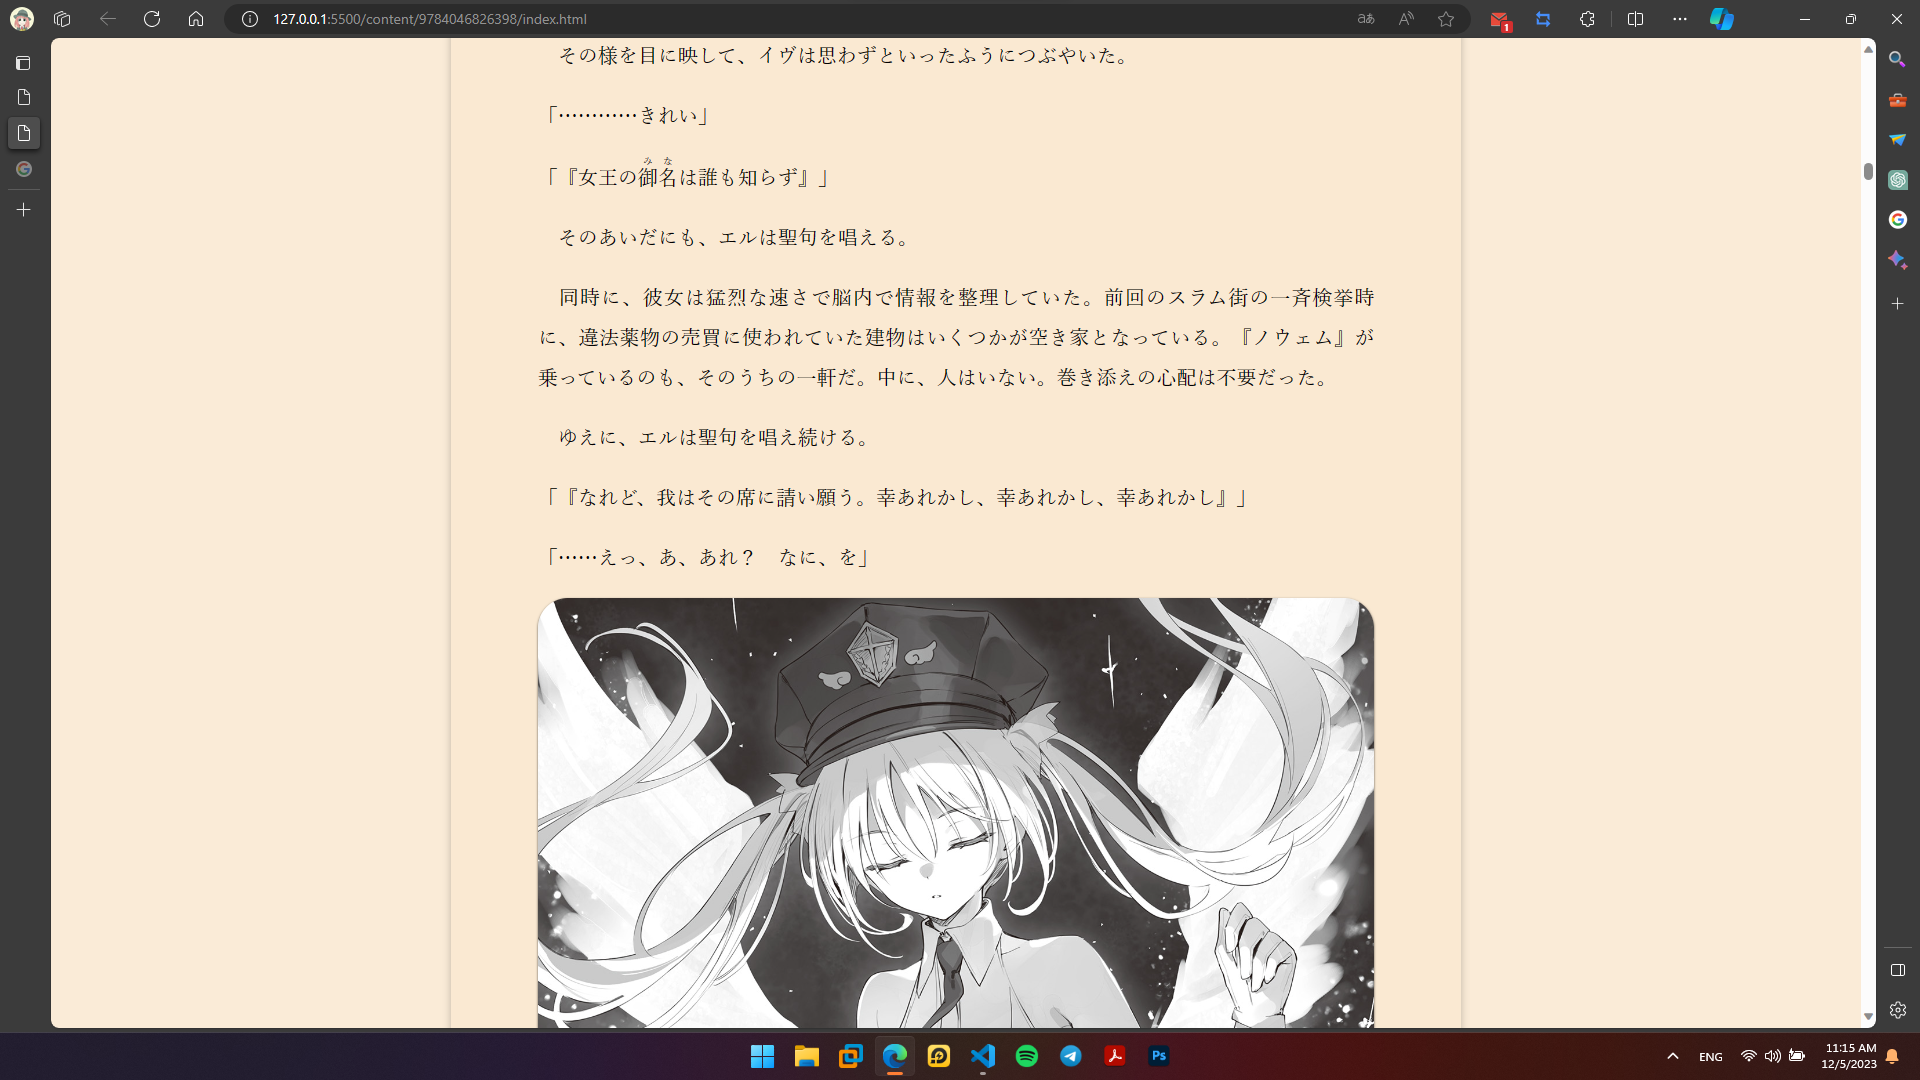 127.0.0.1:5500/content/9784046826398/index.html
1
その様を目に映して、イヴは思わずといったふうにつぶやいた。
「…………きれい」
みな
「『女王の御名は誰も知らず』」
そのあいだにも、エルは聖句を唱える。
同時に、彼女は猛烈な速さで脳内で情報を整理していた。前回のスラム街の一斉検挙時
に、違法薬物の売買に使われていた建物はいくつかが空き家となっている。『ノウェム』が
乗っているのも、そのうちの一軒だ。中に、人はいない。巻き添えの心配は不要だった。
ゆえに、エルは聖句を唱え続ける。
「『なれど、我はその席に請い願う。幸あれかし、幸あれかし、幸あれかし』」
「……えっ、あ、あれ？　なに、を」
Ps
ENG
11:15 AM
12/5/2023